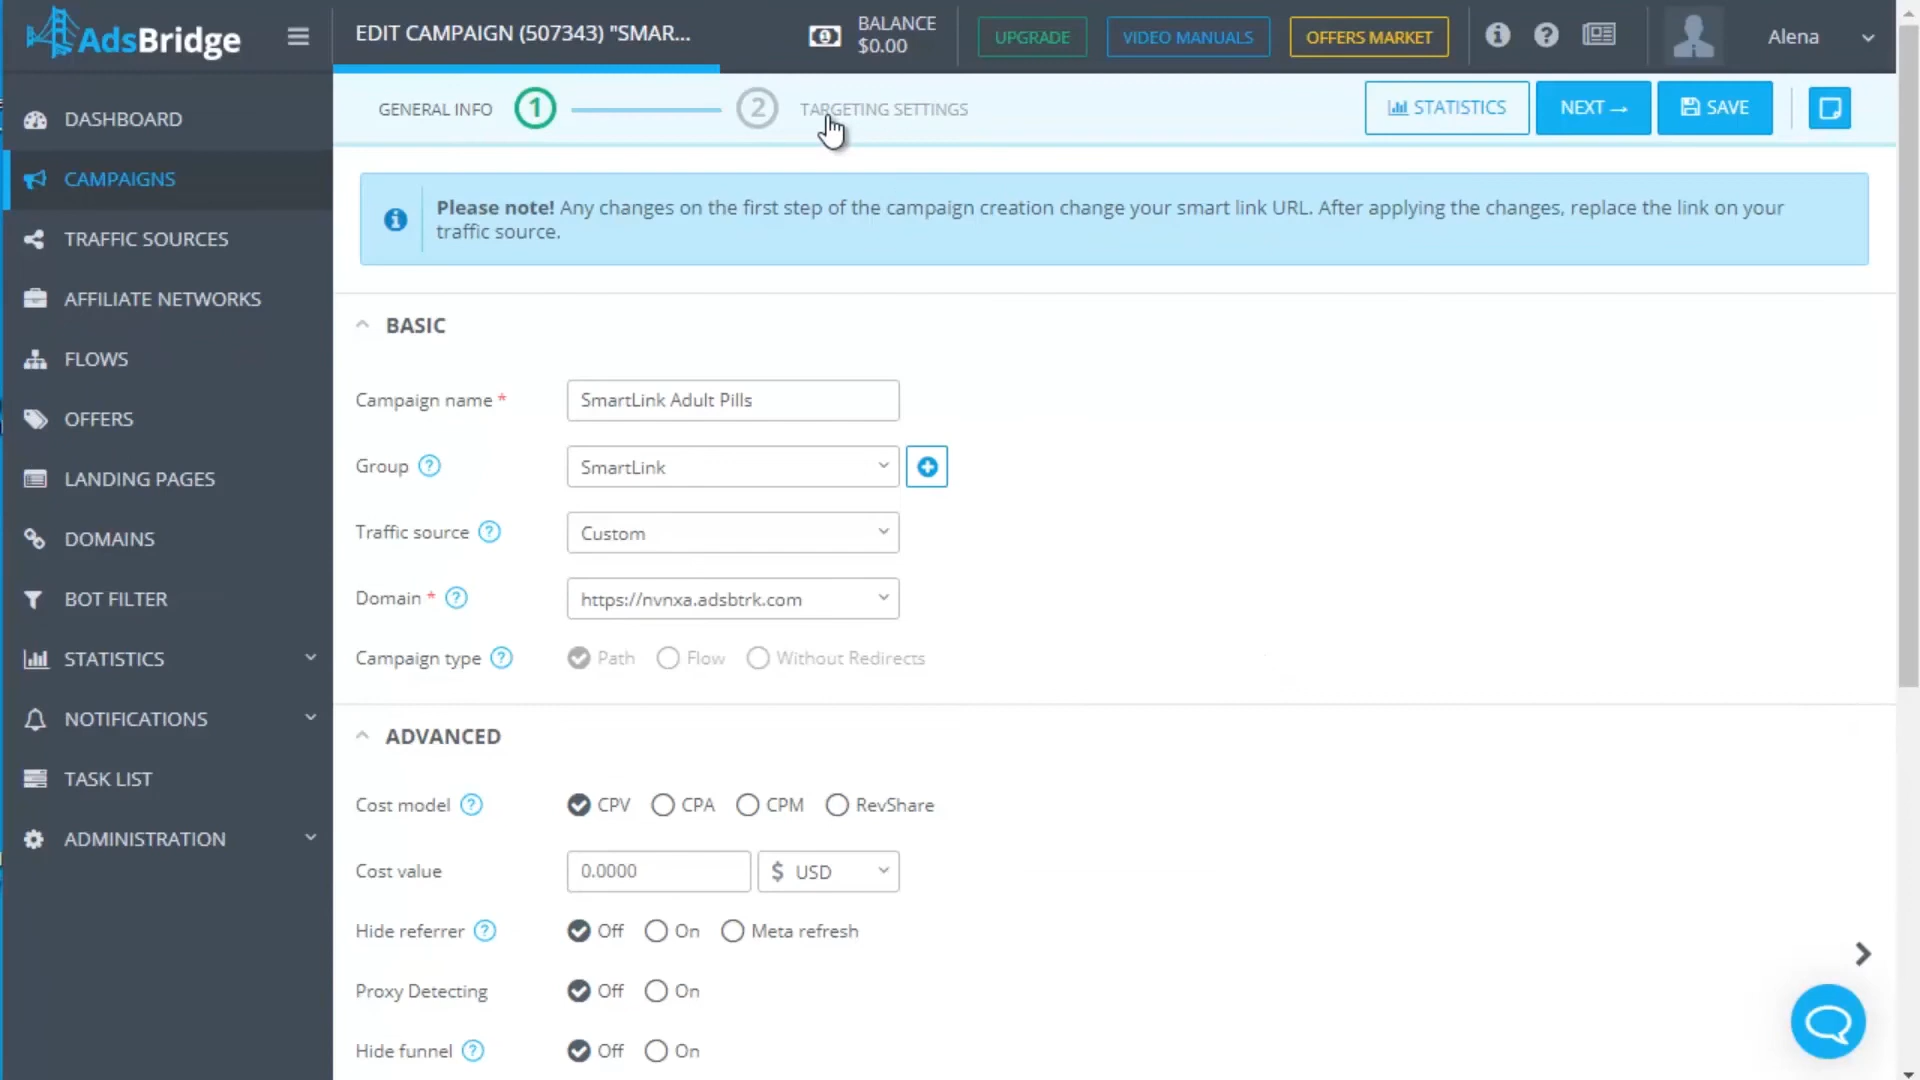 AdsBridge
EDIT CAMPAIGN (507343) "SMAR...
BALANCE
$0.00
UPGRADE
VIDEO MANUALS
OFFERS MARKET
Alena
GENERAL INFO 1
2 TARGETING SETTINGS
STATISTICS
NEXT →
SAVE
DASHBOARD
CAMPAIGNS
TRAFFIC SOURCES
AFFILIATE NETWORKS
FLOWS
OFFERS
LANDING PAGES
DOMAINS
BOT FILTER
STATISTICS
NOTIFICATIONS
TASK LIST
ADMINISTRATION
Please note! Any changes on the first step of the campaign creation change your smart link URL. After applying the changes, replace the link on your
traffic source.
BASIC
Campaign name * SmartLink Adult Pills
Group ? SmartLink
Traffic source ? Custom
Domain * ? https://nvnxa.adsbtrk.com
Campaign type ? Path Flow Without Redirects
ADVANCED
Cost model ? CPV CPA CPM RevShare
Cost value 0.0000 $ USD
Hide referrer ? Off On Meta refresh
Proxy Detecting Off On
Hide funnel ? Off On